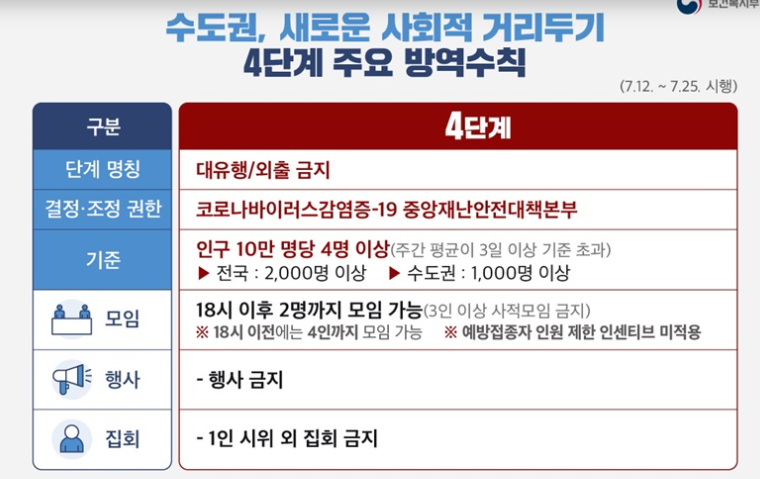 보건복지부
수도권, 새로운 사회적 거리두기
4단계 주요 방역수칙
(7.12. ~ 7.25. 시행)
구분 4단계
단계 명칭 대유행/외출 금지
결정·조정 권한 코로나바이러스감염증-19 중앙재난안전대책본부
기준 인구 10만 명당 4명 이상(주간 평균이 3일 이상 기준 초과)
▶ 전국 : 2,000명 이상 ▶ 수도권 : 1,000명 이상
모임 18시 이후 2명까지 모임 가능(3인 이상 사적모임 금지)
※ 18시 이전에는 4인까지 모임 가능 ※ 예방접종자 인원 제한 인센티브 미적용
행사 - 행사 금지
집회 - 1인 시위 외 집회 금지